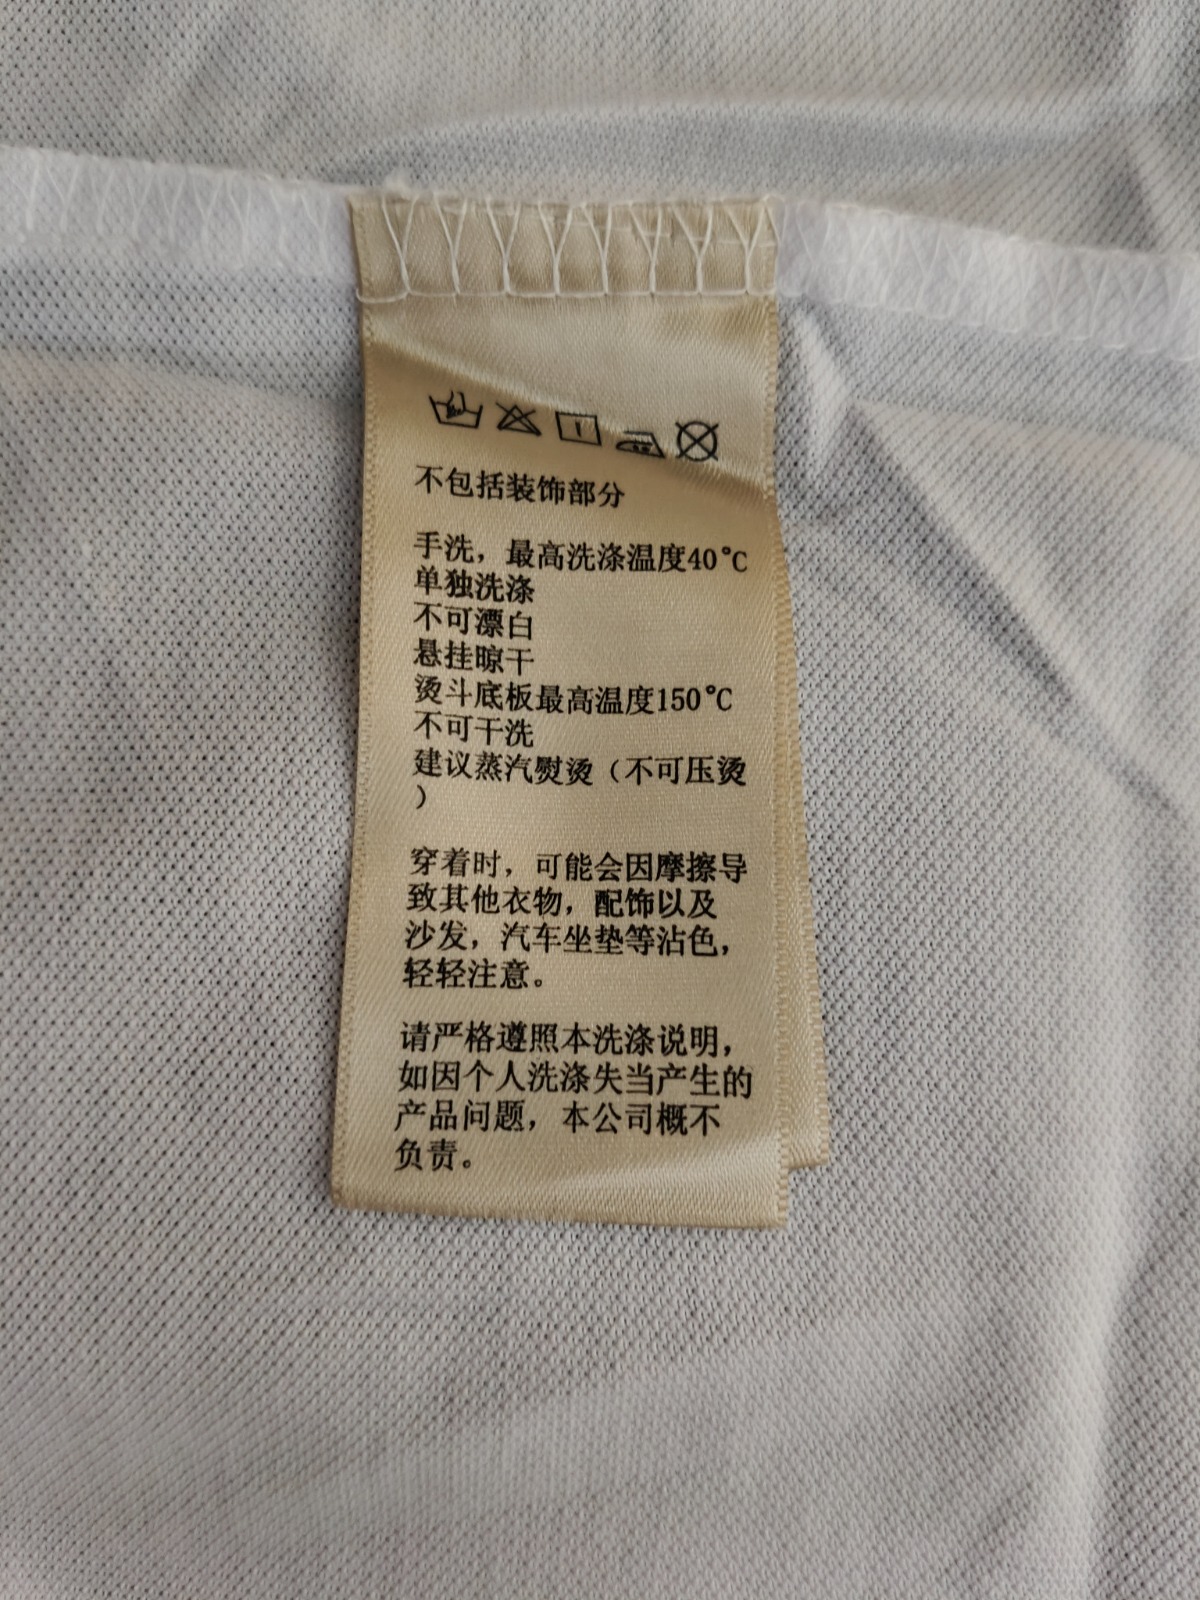 不包括装饰部分
手洗，最高洗涤温度40℃
单独洗涤
不可漂白
悬挂晾干
烫斗底板最高温度150℃
不可干洗
建议蒸汽熨烫（不可压烫
）
穿着时，可能会因摩擦导
致其他衣物，配饰以及
沙发，汽车坐垫等沾色，
轻轻注意。
请严格遵照本洗涤说明，
如因个人洗涤失当产生的
产品问题，本公司概不
负责。